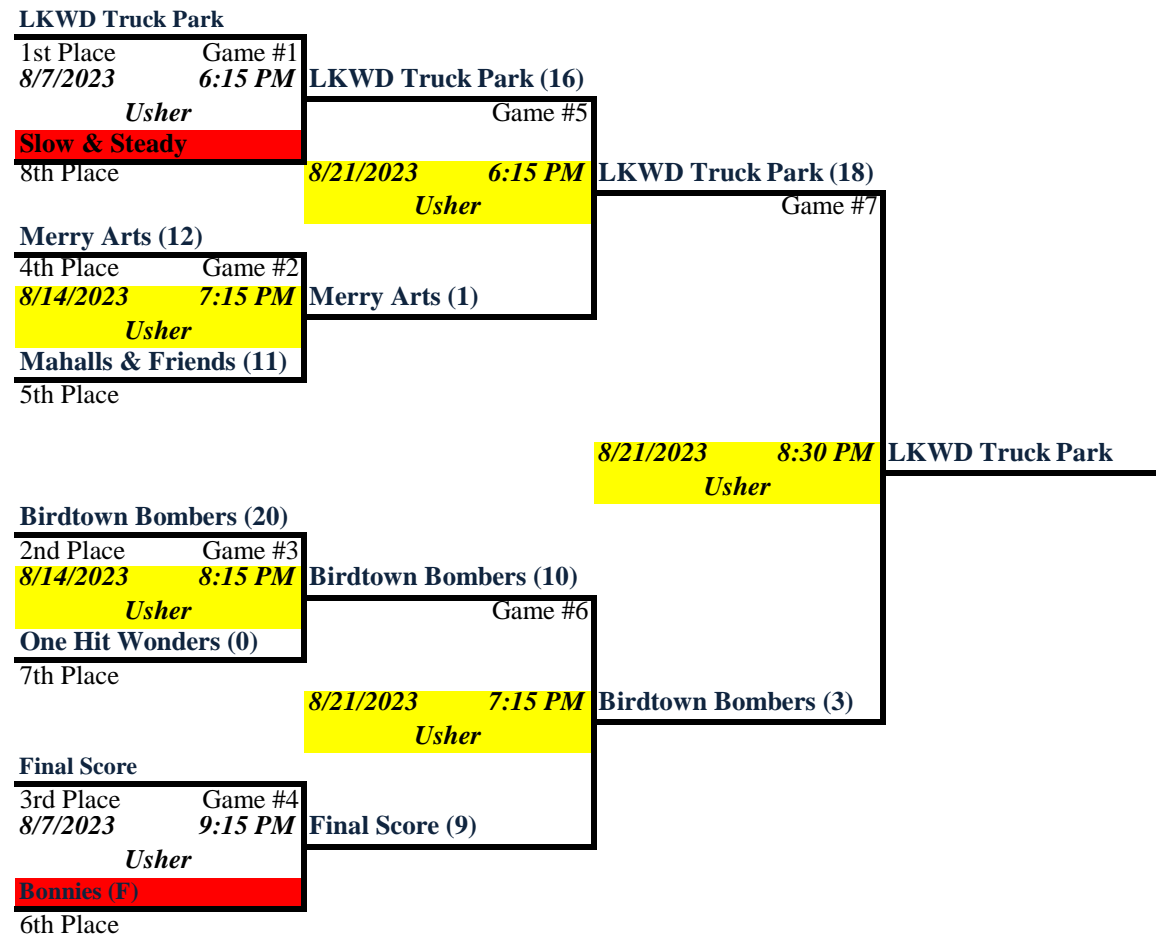 LKWD Truck Park
1st Place Game #1
8/7/2023 6:15 PM LKWD Truck Park (16)
Usher Game #5
Slow & Steady
8th Place 8/21/2023 6:15 PM LKWD Truck Park (18)
Usher Game #7
Merry Arts (12)
4th Place Game #2
8/14/2023 7:15 PM Merry Arts (1)
Usher
Mahalls & Friends (11)
5th Place
8/21/2023 8:30 PM LKWD Truck Park
Usher
Birdtown Bombers (20)
2nd Place Game #3
8/14/2023 8:15 PM Birdtown Bombers (10)
Usher Game #6
One Hit Wonders (0)
7th Place
8/21/2023 7:15 PM Birdtown Bombers (3)
Usher
Final Score
3rd Place Game #4
8/7/2023 9:15 PM Final Score (9)
Usher
Bonnies (F)
6th Place